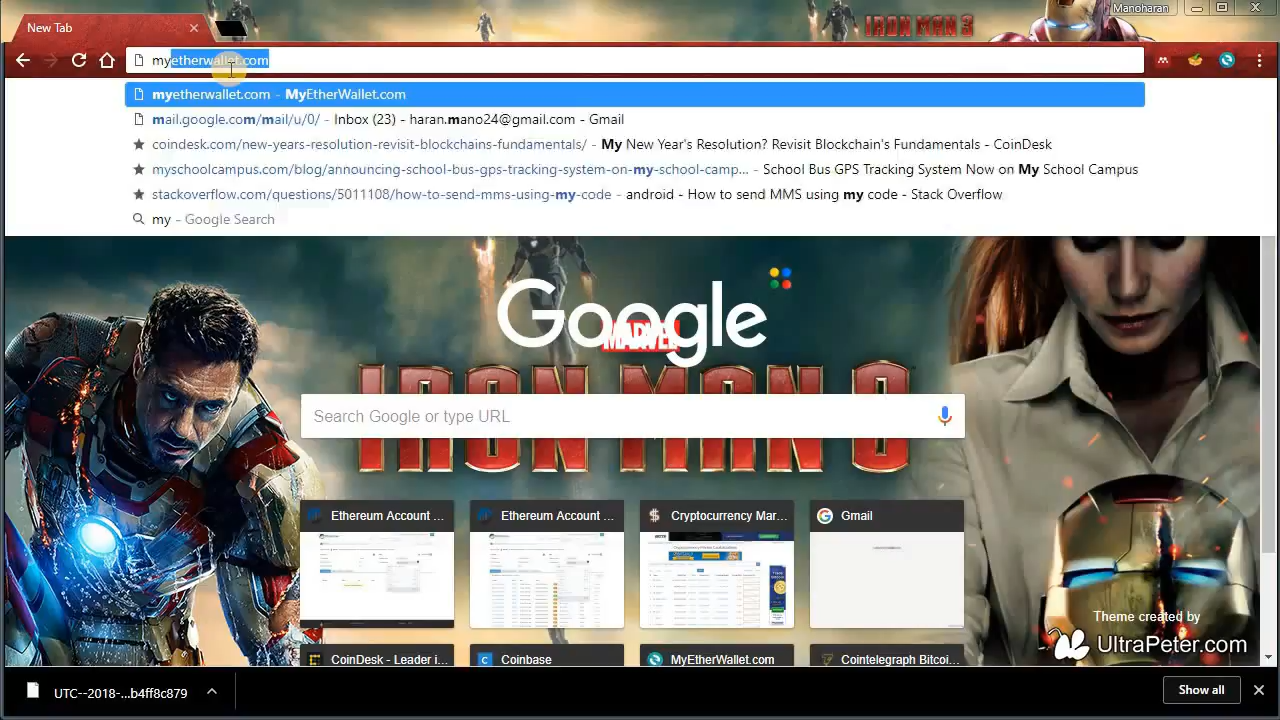 New Tab
IRON MAN 3
Manoharan
myetherwallet.com
myetherwallet.com - MyEtherWallet.com
mail.google.com/mail/u/0/ - Inbox (23) - haran.mano24@gmail.com - Gmail
coindesk.com/new-years-resolution-revisit-blockchains-fundamentals/ - My New Year's Resolution? Revisit Blockchain's Fundamentals - CoinDesk
myschoolcampus.com/blog/announcing-school-bus-gps-tracking-system-on-my-school-camp... - School Bus GPS Tracking System Now on My School Campus
stackoverflow.com/questions/5011108/how-to-send-mms-using-my-code - android - How to send MMS using my code - Stack Overflow
my - Google Search
Google
MARVEL
IRON MAN 3
Search Google or type URL
Ethereum Account ...
Ethereum Account ...
Cryptocurrency Mar...
Gmail
Theme created by
UltraPeter.com
CoinDesk - Leader i...
Coinbase
MyEtherWallet.com
Cointelegraph Bitcoi...
UTC--2018-...b4ff8c879
Show all